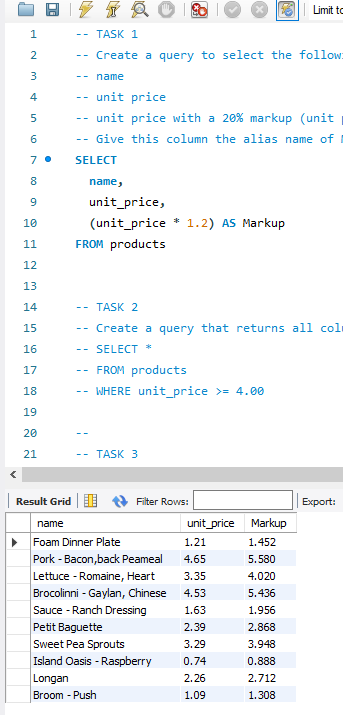 Limit to
1 -- TASK 1
2 -- Create a query to select the followi
3 -- name
4 -- unit price
5 -- unit price with a 20% markup (unit p
6 -- Give this column the alias name of M
7 SELECT
8 name,
9 unit_price,
10 (unit_price * 1.2) AS Markup
11 FROM products
12
13
14 -- TASK 2
15 -- Create a query that returns all colu
16 -- SELECT *
17 -- FROM products
18 -- WHERE unit_price >= 4.00
19
20 --
21 -- TASK 3
Result Grid Filter Rows: Export:
name unit_price Markup
Foam Dinner Plate 1.21 1.452
Pork - Bacon,back Peameal 4.65 5.580
Lettuce - Romaine, Heart 3.35 4.020
Brocolinni - Gaylan, Chinese 4.53 5.436
Sauce - Ranch Dressing 1.63 1.956
Petit Baguette 2.39 2.868
Sweet Pea Sprouts 3.29 3.948
Island Oasis - Raspberry 0.74 0.888
Longan 2.26 2.712
Broom - Push 1.09 1.308